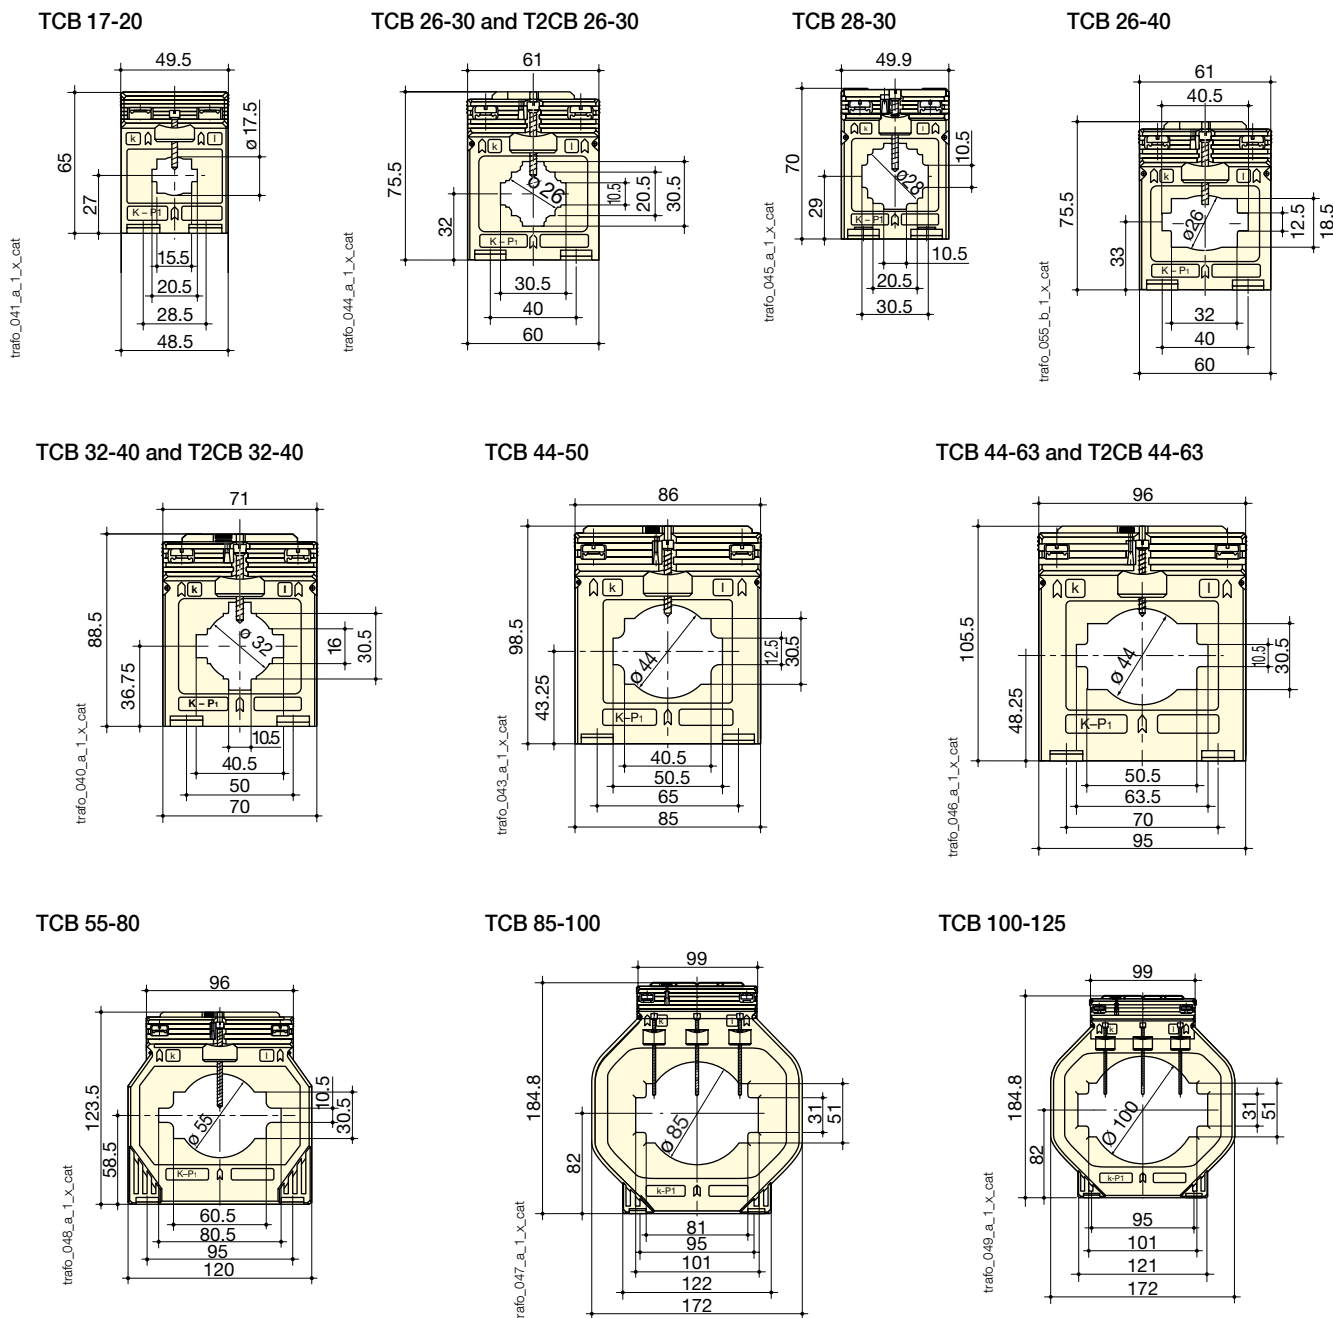 TCB 17-20
49.5
ø 17.5
65
27
k
l
K – P1
15.5
20.5
28.5
48.5
trafo_041_a_1_x_cat
TCB 26-30 and T2CB 26-30
61
75.5
32
k
l
ø 26
10.5
20.5
30.5
K – P1
30.5
40
60
trafo_044_a_1_x_cat
TCB 28-30
49.9
70
29
k
l
ø28
10.5
K – P1
10.5
20.5
30.5
trafo_045_a_1_x_cat
TCB 26-40
61
40.5
75.5
33
k
l
ø26
12.5
18.5
K – P1
32
40
60
trafo_055_b_1_x_cat
TCB 32-40 and T2CB 32-40
71
88.5
36.75
k
l
ø 32
16
30.5
K – P1
10.5
40.5
50
70
trafo_040_a_1_x_cat
TCB 44-50
86
98.5
43.25
k
l
ø 44
12.5
30.5
K–P1
40.5
50.5
65
85
trafo_043_a_1_x_cat
TCB 44-63 and T2CB 44-63
96
105.5
48.25
k
l
ø 44
10.5
30.5
K–P1
50.5
63.5
70
95
trafo_046_a_1_x_cat
TCB 55-80
96
123.5
58.5
k
l
ø 55
10.5
30.5
K–P1
60.5
80.5
95
120
trafo_048_a_1_x_cat
TCB 85-100
99
184.8
82
k
l
ø 85
31
51
k-P1
81
95
101
122
172
trafo_047_a_1_x_cat
TCB 100-125
99
184.8
82
k
l
Ø 100
31
51
k-P1
95
101
121
172
trafo_049_a_1_x_cat